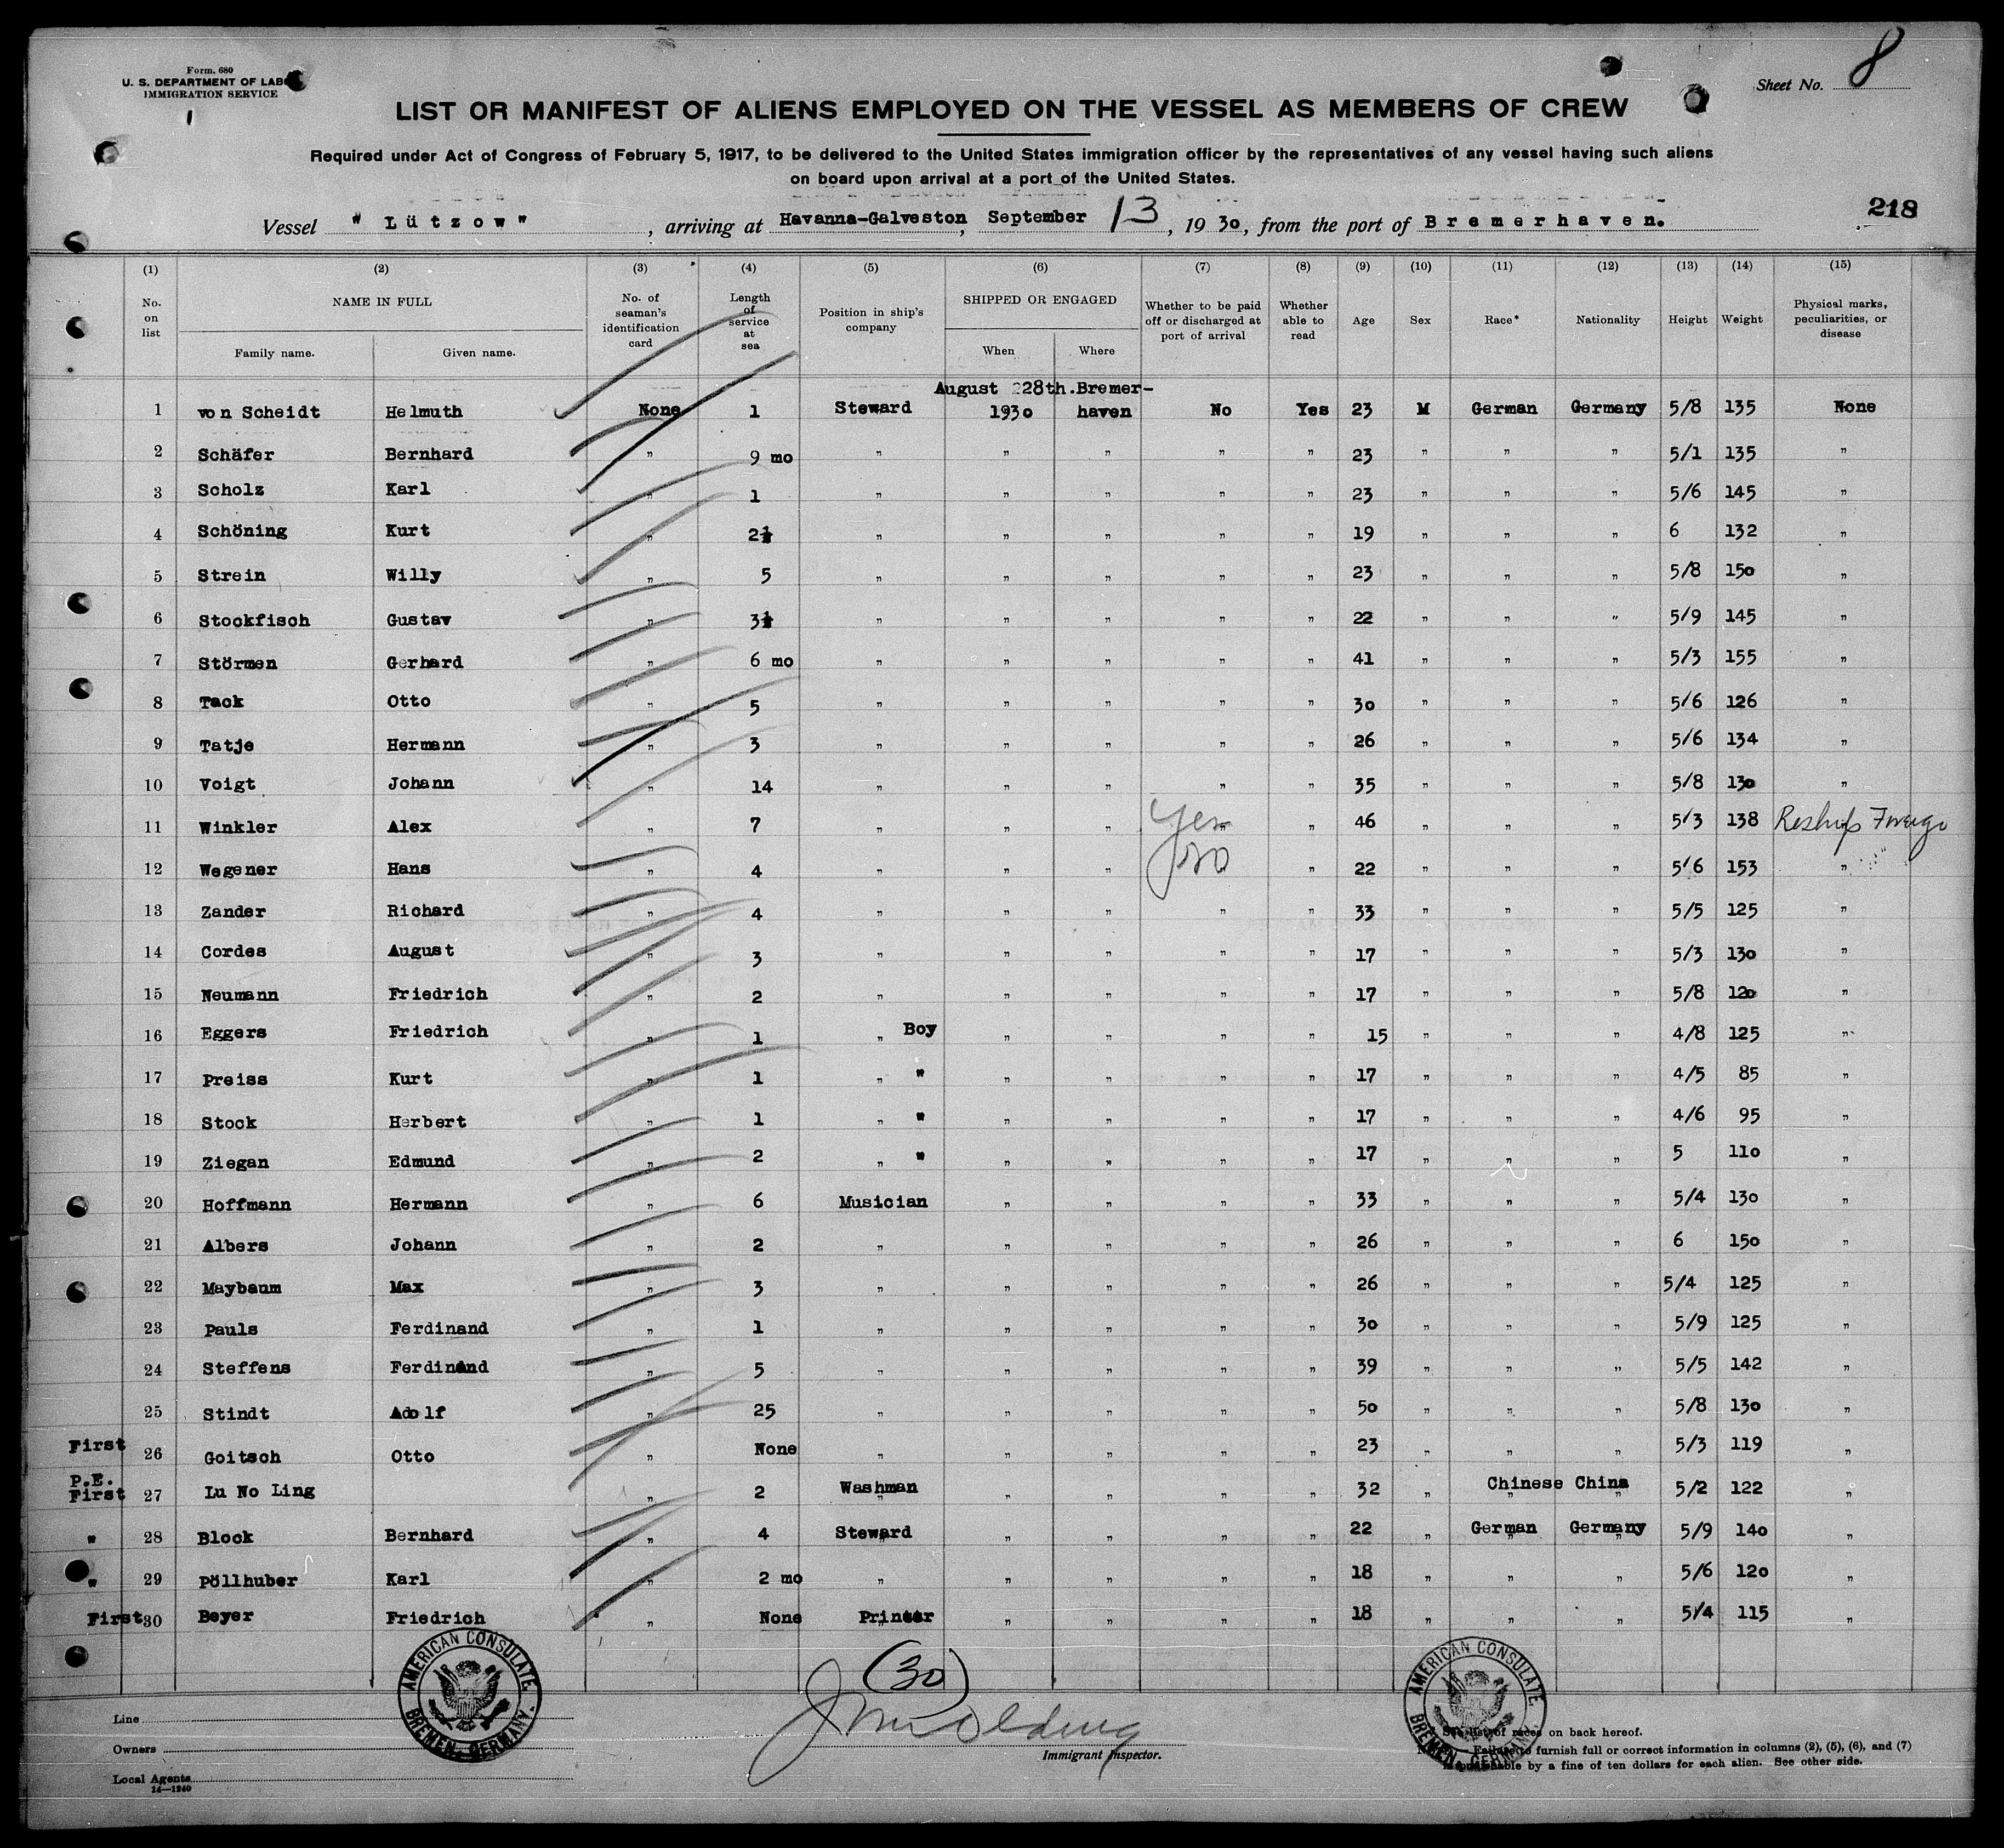 Form. 680
U. S. DEPARTMENT OF LAB
IMMIGRATION SERVICE
Sheet No. 8
LIST OR MANIFEST OF ALIENS EMPLOYED ON THE VESSEL AS MEMBERS OF CREW
Required under Act of Congress of February 5, 1917, to be delivered to the United States immigration officer by the representatives of any vessel having such aliens
on board upon arrival at a port of the United States.
218
Vessel " Lützow " , arriving at Havanna-Galveston, September 13, 1930, from the port of Bremerhaven.
(1) (2) (3) (4) (5) (6) (7) (8) (9) (10) (11) (12) (13) (14) (15)
No. on list NAME IN FULL Family name. Given name. No. of seaman's identification card Length of service at sea Position in ship's company SHIPPED OR ENGAGED When Where Whether to be paid off or discharged at port of arrival Whether able to read Age Sex Race* Nationality Height Weight Physical marks, peculiarities, or disease
August 228th. Bremer-
1 von Scheidt Helmuth None 1 Steward 1930 haven No Yes 23 M German Germany 5/8 135 None
2 Schäfer Bernhard " 9 mo " " " " " 23 " " " 5/1 135 "
3 Scholz Karl " 1 " " " " " 23 " " " 5/6 145 "
4 Schöning Kurt " 2½ " " " " " 19 " " " 6 132 "
5 Strein Willy " 5 " " " " " 23 " " " 5/8 150 "
6 Stockfisch Gustav " 3½ " " " " " 22 " " " 5/9 145 "
7 Störmen Gerhard " 6 mo " " " " " 41 " " " 5/3 155 "
8 Tack Otto " 5 " " " " " 30 " " " 5/6 126 "
9 Tatje Hermann " 3 " " " " " 26 " " " 5/6 134 "
10 Voigt Johann " 14 " " " " " 35 " " " 5/8 130 "
11 Winkler Alex " 7 " " " Yes " " 46 " " " 5/3 138 Reship Foreign
12 Wegener Hans " 4 " " " no " 22 " " " 5/6 153 "
13 Zander Richard " 4 " " " " " 33 " " " 5/5 125 "
14 Cordes August " 3 " " " " " 17 " " " 5/3 130 "
15 Neumann Friedrich " 2 " " " " " 17 " " " 5/8 120 "
16 Eggers Friedrich " 1 " Boy " " " " 15 " " " 4/8 125 "
17 Preiss Kurt " 1 " " " " " " 17 " " " 4/5 85 "
18 Stock Herbert " 1 " " " " " " 17 " " " 4/6 95 "
19 Ziegan Edmund " 2 " " " " " " 17 " " " 5 110 "
20 Hoffmann Hermann " 6 Musician " " " " 33 " " " 5/4 130 "
21 Albers Johann " 2 " " " " " 26 " " " 6 150 "
22 Maybaum Max " 3 " " " " " 26 " " " 5/4 125 "
23 Pauls Ferdinand " 1 " " " " " 30 " " " 5/9 125 "
24 Steffens Ferdinand " 5 " " " " " 39 " " " 5/5 142 "
25 Stindt Adolf " 25 " " " " " 50 " " " 5/8 130 "
First 26 Goitsch Otto " None " " " " " 23 " " " 5/3 119 "
P.E.
First 27 Lu No Ling " 2 Washman " " " " 32 " Chinese China 5/2 122 "
" 28 Block Bernhard 4 Steward " " " " 22 " German Germany 5/9 140 "
" 29 Pöllhuber Karl " 2 mo " " " " " 18 " " " 5/6 120 "
First 30 Beyer Friedrich " None Printer " " " " 18 " " " 5/4 115 "
(30)
AMERICAN CONSULATE BREMEN, GERMANY.
AMERICAN CONSULATE BREMEN, GERMANY.
Line
Owners
Local Agents
14—1240
Immigrant Inspector.
See list of races on back hereof.
Failure to furnish full or correct information in columns (2), (5), (6), and (7)
is punishable by a fine of ten dollars for each alien. See other side.